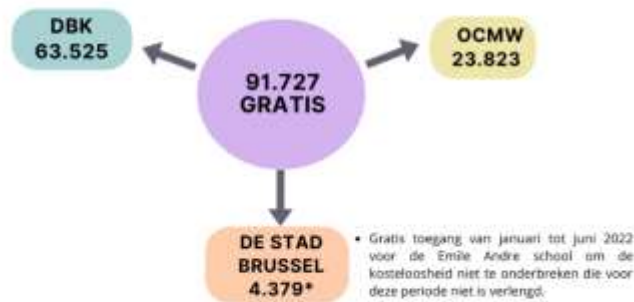 DBK
63.525
OCMW
23.823
91.727
GRATIS
DE STAD
BRUSSEL
4.379*
• Gratis toegang van januari tot juni 2022
voor de Emile Andre school om de
kosteloosheid niet te onderbreken die voor
deze periode niet is verlengd.